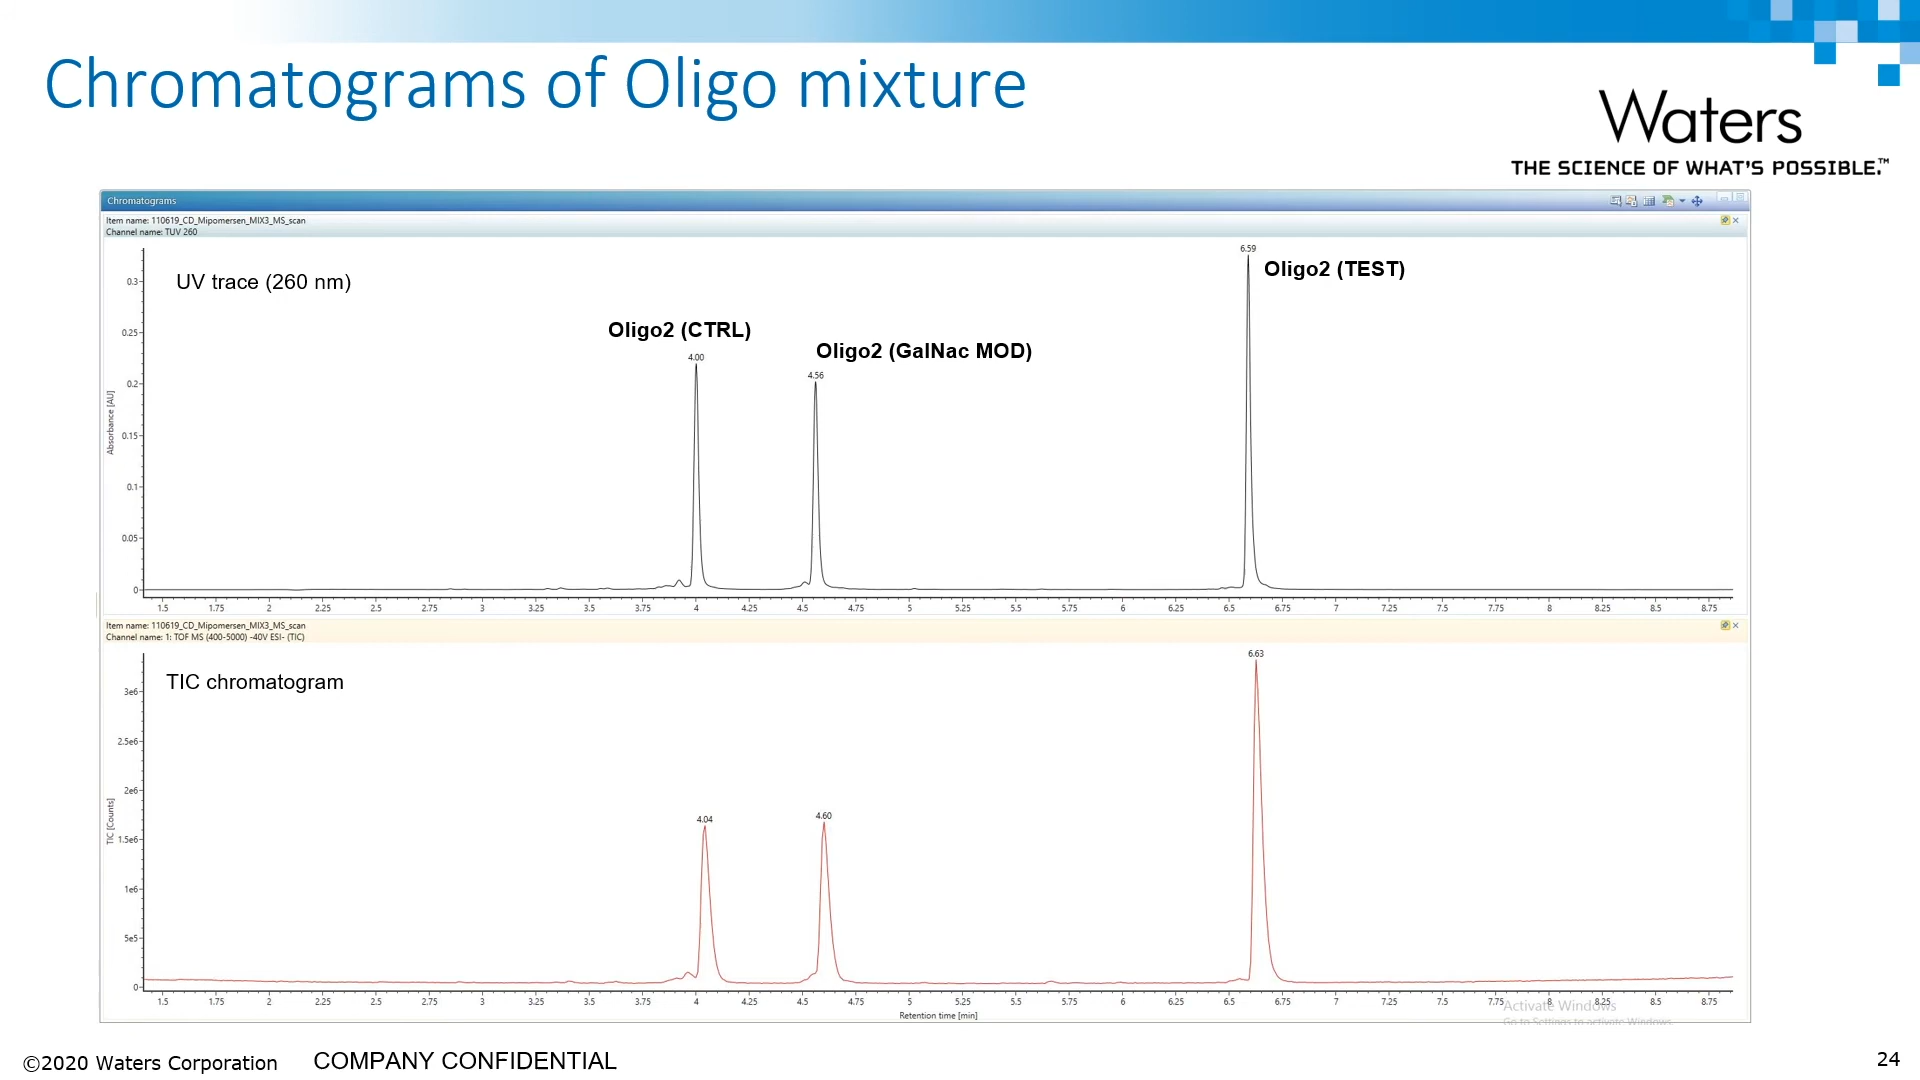 Chromatograms of Oligo mixture
Waters
THE SCIENCE OF WHAT'S POSSIBLE.™
Chromatograms
Item name: 110619_CD_Mipomersen_MIX3_MS_scan
Channel name: TUV 260
UV trace (260 nm)
6.59
Oligo2 (TEST)
Oligo2 (CTRL)
4.00
Oligo2 (GalNac MOD)
4.56
Absorbance [AU]
0.3
0.25
0.2
0.15
0.1
0.05
0
1.5 1.75 2 2.25 2.5 2.75 3 3.25 3.5 3.75 4 4.25 4.5 4.75 5 5.25 5.5 5.75 6 6.25 6.5 6.75 7 7.25 7.5 7.75 8 8.25 8.5 8.75
Item name: 110619_CD_Mipomersen_MIX3_MS_scan
Channel name: 1: TOF MS (400-5000) -40V ESI- (TIC)
TIC chromatogram
6.63
4.04
4.60
TIC [Counts]
3e6
2.5e6
2e6
1.5e6
1e6
5e5
0
1.5 1.75 2 2.25 2.5 2.75 3 3.25 3.5 3.75 4 4.25 4.5 4.75 5 5.25 5.5 5.75 6 6.25 6.5 6.75 7 7.25 7.5 7.75 8 8.25 8.5 8.75
Retention time [min]
Activate Windows
Go to Settings to activate Windows.
©2020 Waters Corporation
COMPANY CONFIDENTIAL
24